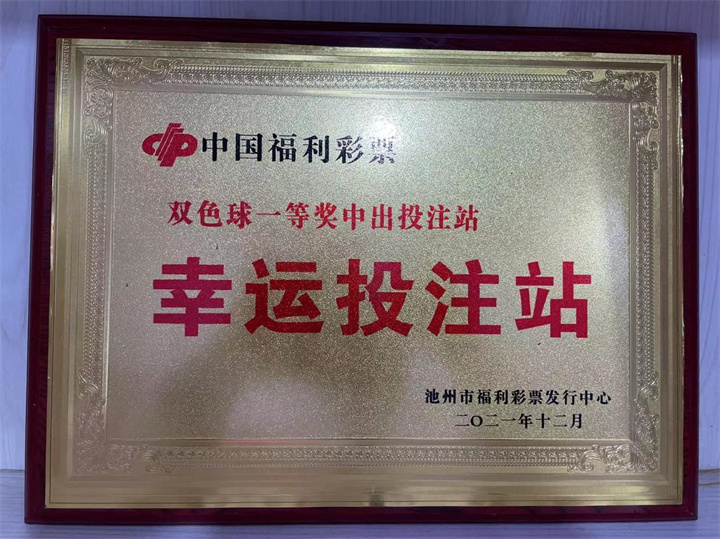 中国福利彩票
双色球一等奖中出投注站
幸运投注站
池州市福利彩票发行中心
二〇二一年十二月